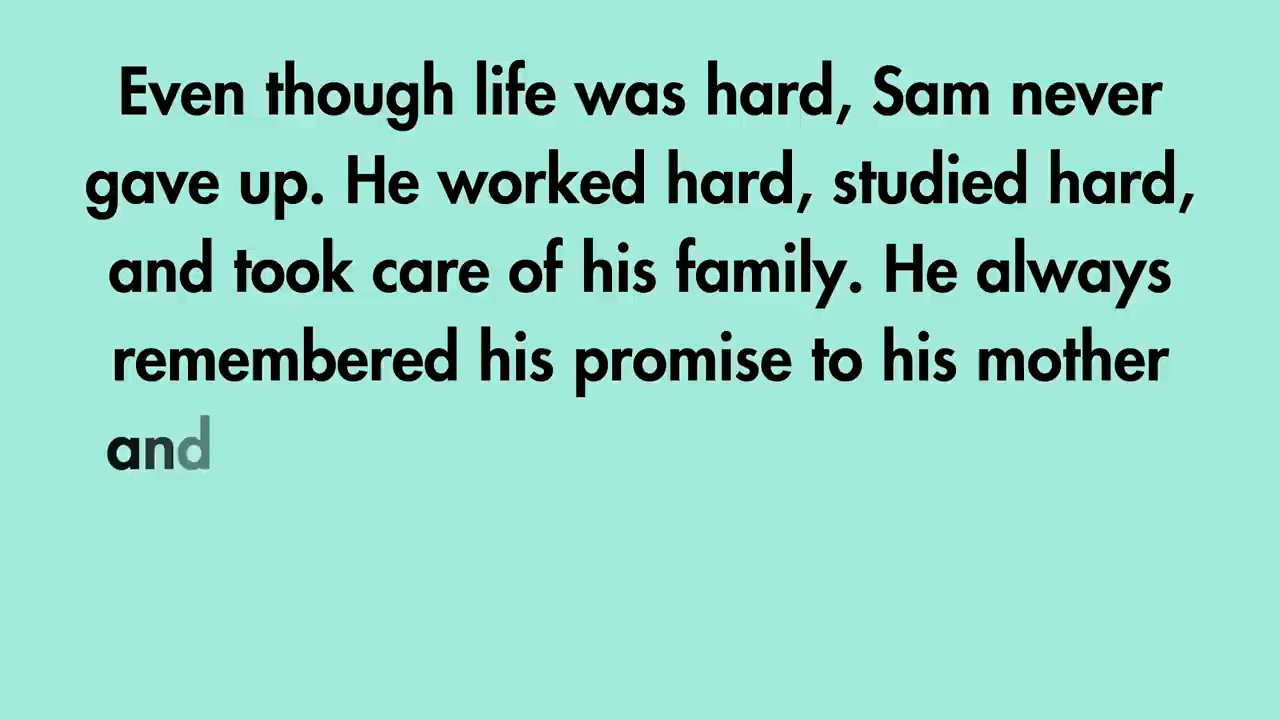 Even though life was hard, Sam never
gave up. He worked hard, studied hard,
and took care of his family. He always
remembered his promise to his mother
and